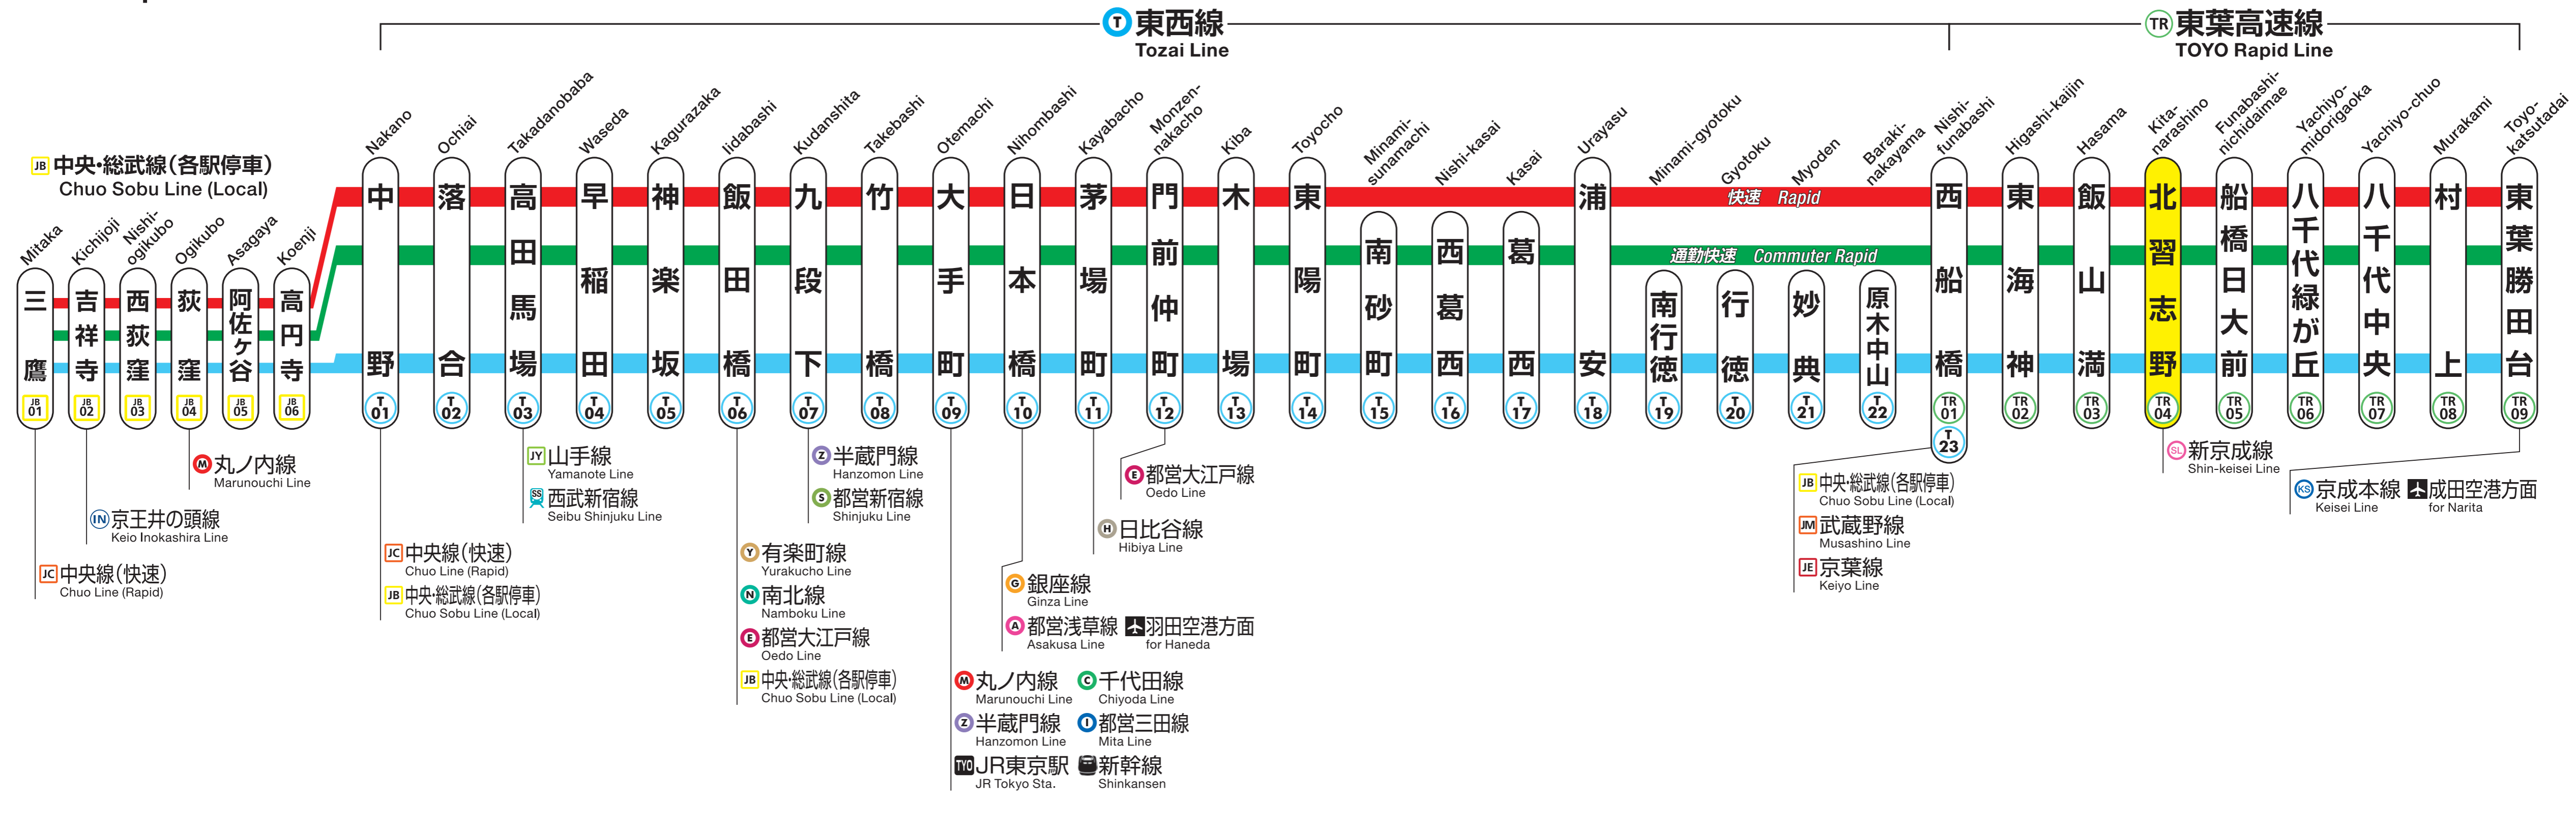 T 東西線
Tozai Line
TR 東葉高速線
TOYO Rapid Line
JB 中央・総武線(各駅停車)
Chuo Sobu Line (Local)
Mitaka
Kichijoji
Nishi-
ogikubo
Ogikubo
Asagaya
Koenji
Nakano
Ochiai
Takadanobaba
Waseda
Kagurazaka
Iidabashi
Kudanshita
Takebashi
Otemachi
Nihombashi
Kayabacho
Monzen-
nakacho
Kiba
Toyocho
Minami-
sunamachi
Nishi-kasai
Kasai
Urayasu
Minami-gyotoku
Gyotoku
Myoden
Baraki-
nakayama
Nishi-
funabashi
Higashi-kaijin
Hasama
Kita-
narashino
Funabashi-
nichidaimae
Yachiyo-
midorigaoka
Yachiyo-chuo
Murakami
Toyo-
katsutadai
快速 Rapid
通勤快速 Commuter Rapid
三鷹
JB 01
吉祥寺
JB 02
西荻窪
JB 03
荻窪
JB 04
阿佐ヶ谷
JB 05
高円寺
JB 06
中野
T 01
落合
T 02
高田馬場
T 03
早稲田
T 04
神楽坂
T 05
飯田橋
T 06
九段下
T 07
竹橋
T 08
大手町
T 09
日本橋
T 10
茅場町
T 11
門前仲町
T 12
木場
T 13
東陽町
T 14
南砂町
T 15
西葛西
T 16
葛西
T 17
浦安
T 18
南行徳
T 19
行徳
T 20
妙典
T 21
原木中山
T 22
西船橋
TR 01
T 23
東海神
TR 02
飯山満
TR 03
北習志野
TR 04
船橋日大前
TR 05
八千代緑が丘
TR 06
八千代中央
TR 07
村上
TR 08
東葉勝田台
TR 09
JC 中央線(快速)
Chuo Line (Rapid)
IN 京王井の頭線
Keio Inokashira Line
M 丸ノ内線
Marunouchi Line
JC 中央線(快速)
Chuo Line (Rapid)
JB 中央・総武線(各駅停車)
Chuo Sobu Line (Local)
JY 山手線
Yamanote Line
SS 西武新宿線
Seibu Shinjuku Line
Y 有楽町線
Yurakucho Line
N 南北線
Namboku Line
E 都営大江戸線
Oedo Line
JB 中央・総武線(各駅停車)
Chuo Sobu Line (Local)
Z 半蔵門線
Hanzomon Line
S 都営新宿線
Shinjuku Line
M 丸ノ内線 C 千代田線
Marunouchi Line Chiyoda Line
Z 半蔵門線 I 都営三田線
Hanzomon Line Mita Line
TYO JR東京駅 新幹線
JR Tokyo Sta. Shinkansen
G 銀座線
Ginza Line
A 都営浅草線 羽田空港方面
Asakusa Line for Haneda
H 日比谷線
Hibiya Line
E 都営大江戸線
Oedo Line
JB 中央・総武線(各駅停車)
Chuo Sobu Line (Local)
JM 武蔵野線
Musashino Line
JE 京葉線
Keiyo Line
SL 新京成線
Shin-keisei Line
KS 京成本線 成田空港方面
Keisei Line for Narita